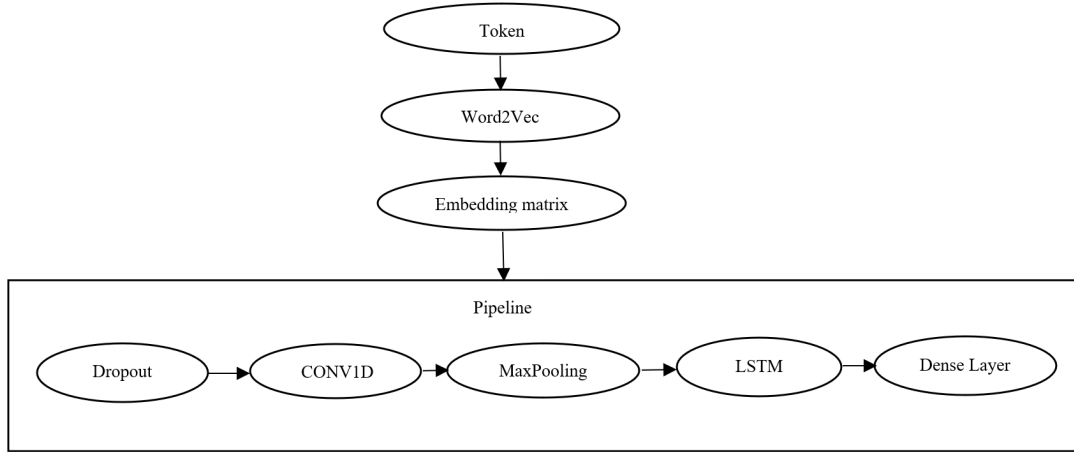 Token
Word2Vec
Embedding matrix
Pipeline
Dropout
CONV1D
MaxPooling
LSTM
Dense Layer